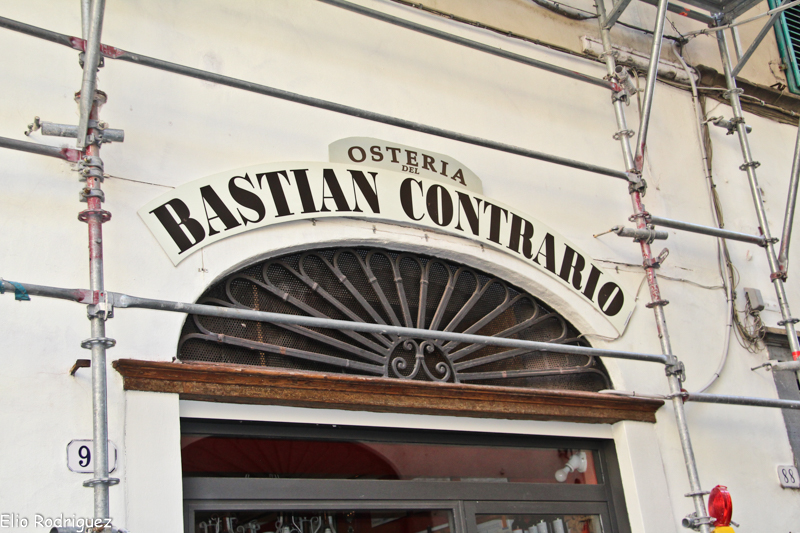 OSTERIA
DEL
BASTIAN CONTRARIO
9
88
Elio Rodriguez